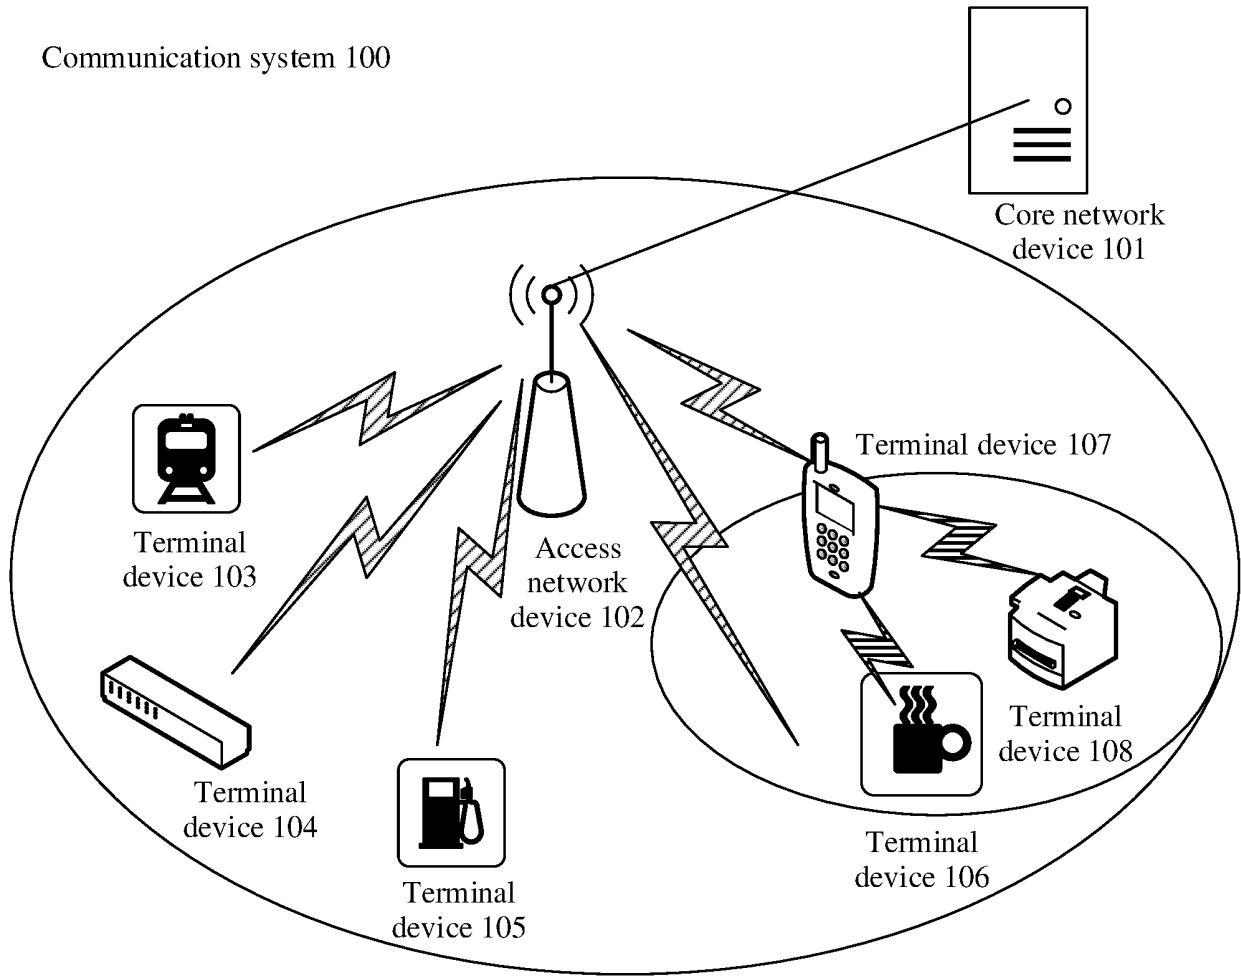 Communication system 100
Core network
device 101
Terminal device 107
Terminal
device 103
Access
network
device 102
Terminal
device 108
Terminal
device 104
Terminal
device 106
Terminal
device 105